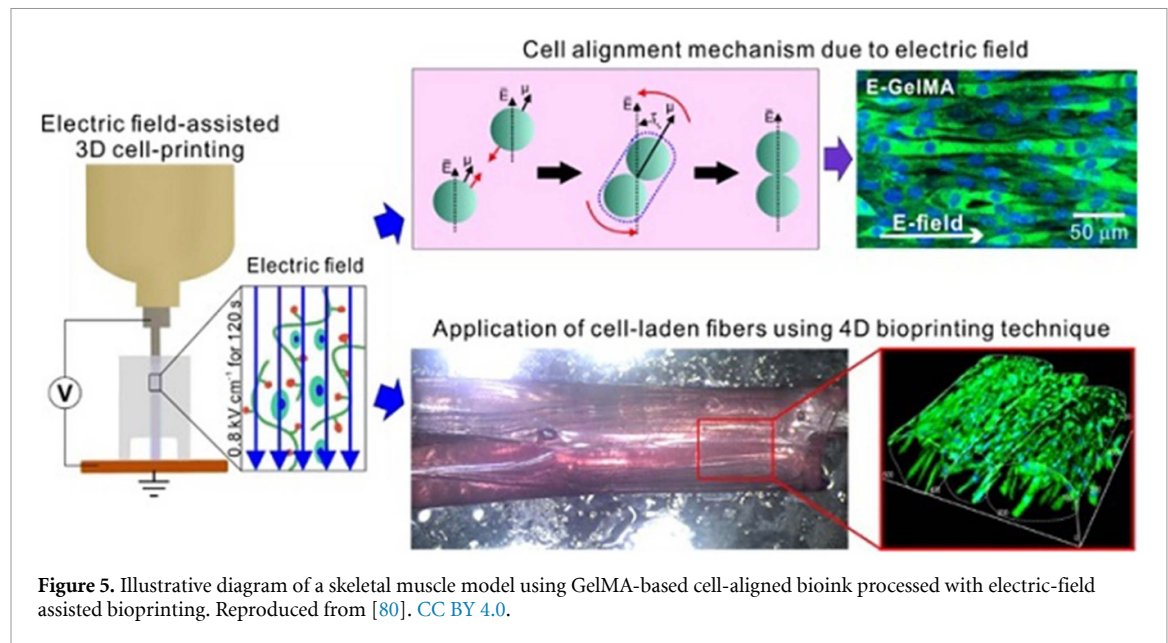 Cell alignment mechanism due to electric field
Electric field-assisted
3D cell-printing
Electric field
0.8 kV cm⁻¹ for 120 s
V
E⃗ μ
E⃗ μ
E⃗ τ μ
E⃗
E-GelMA
E-field
50 μm
Application of cell-laden fibers using 4D bioprinting technique
Figure 5. Illustrative diagram of a skeletal muscle model using GelMA-based cell-aligned bioink processed with electric-field
assisted bioprinting. Reproduced from [80]. CC BY 4.0.